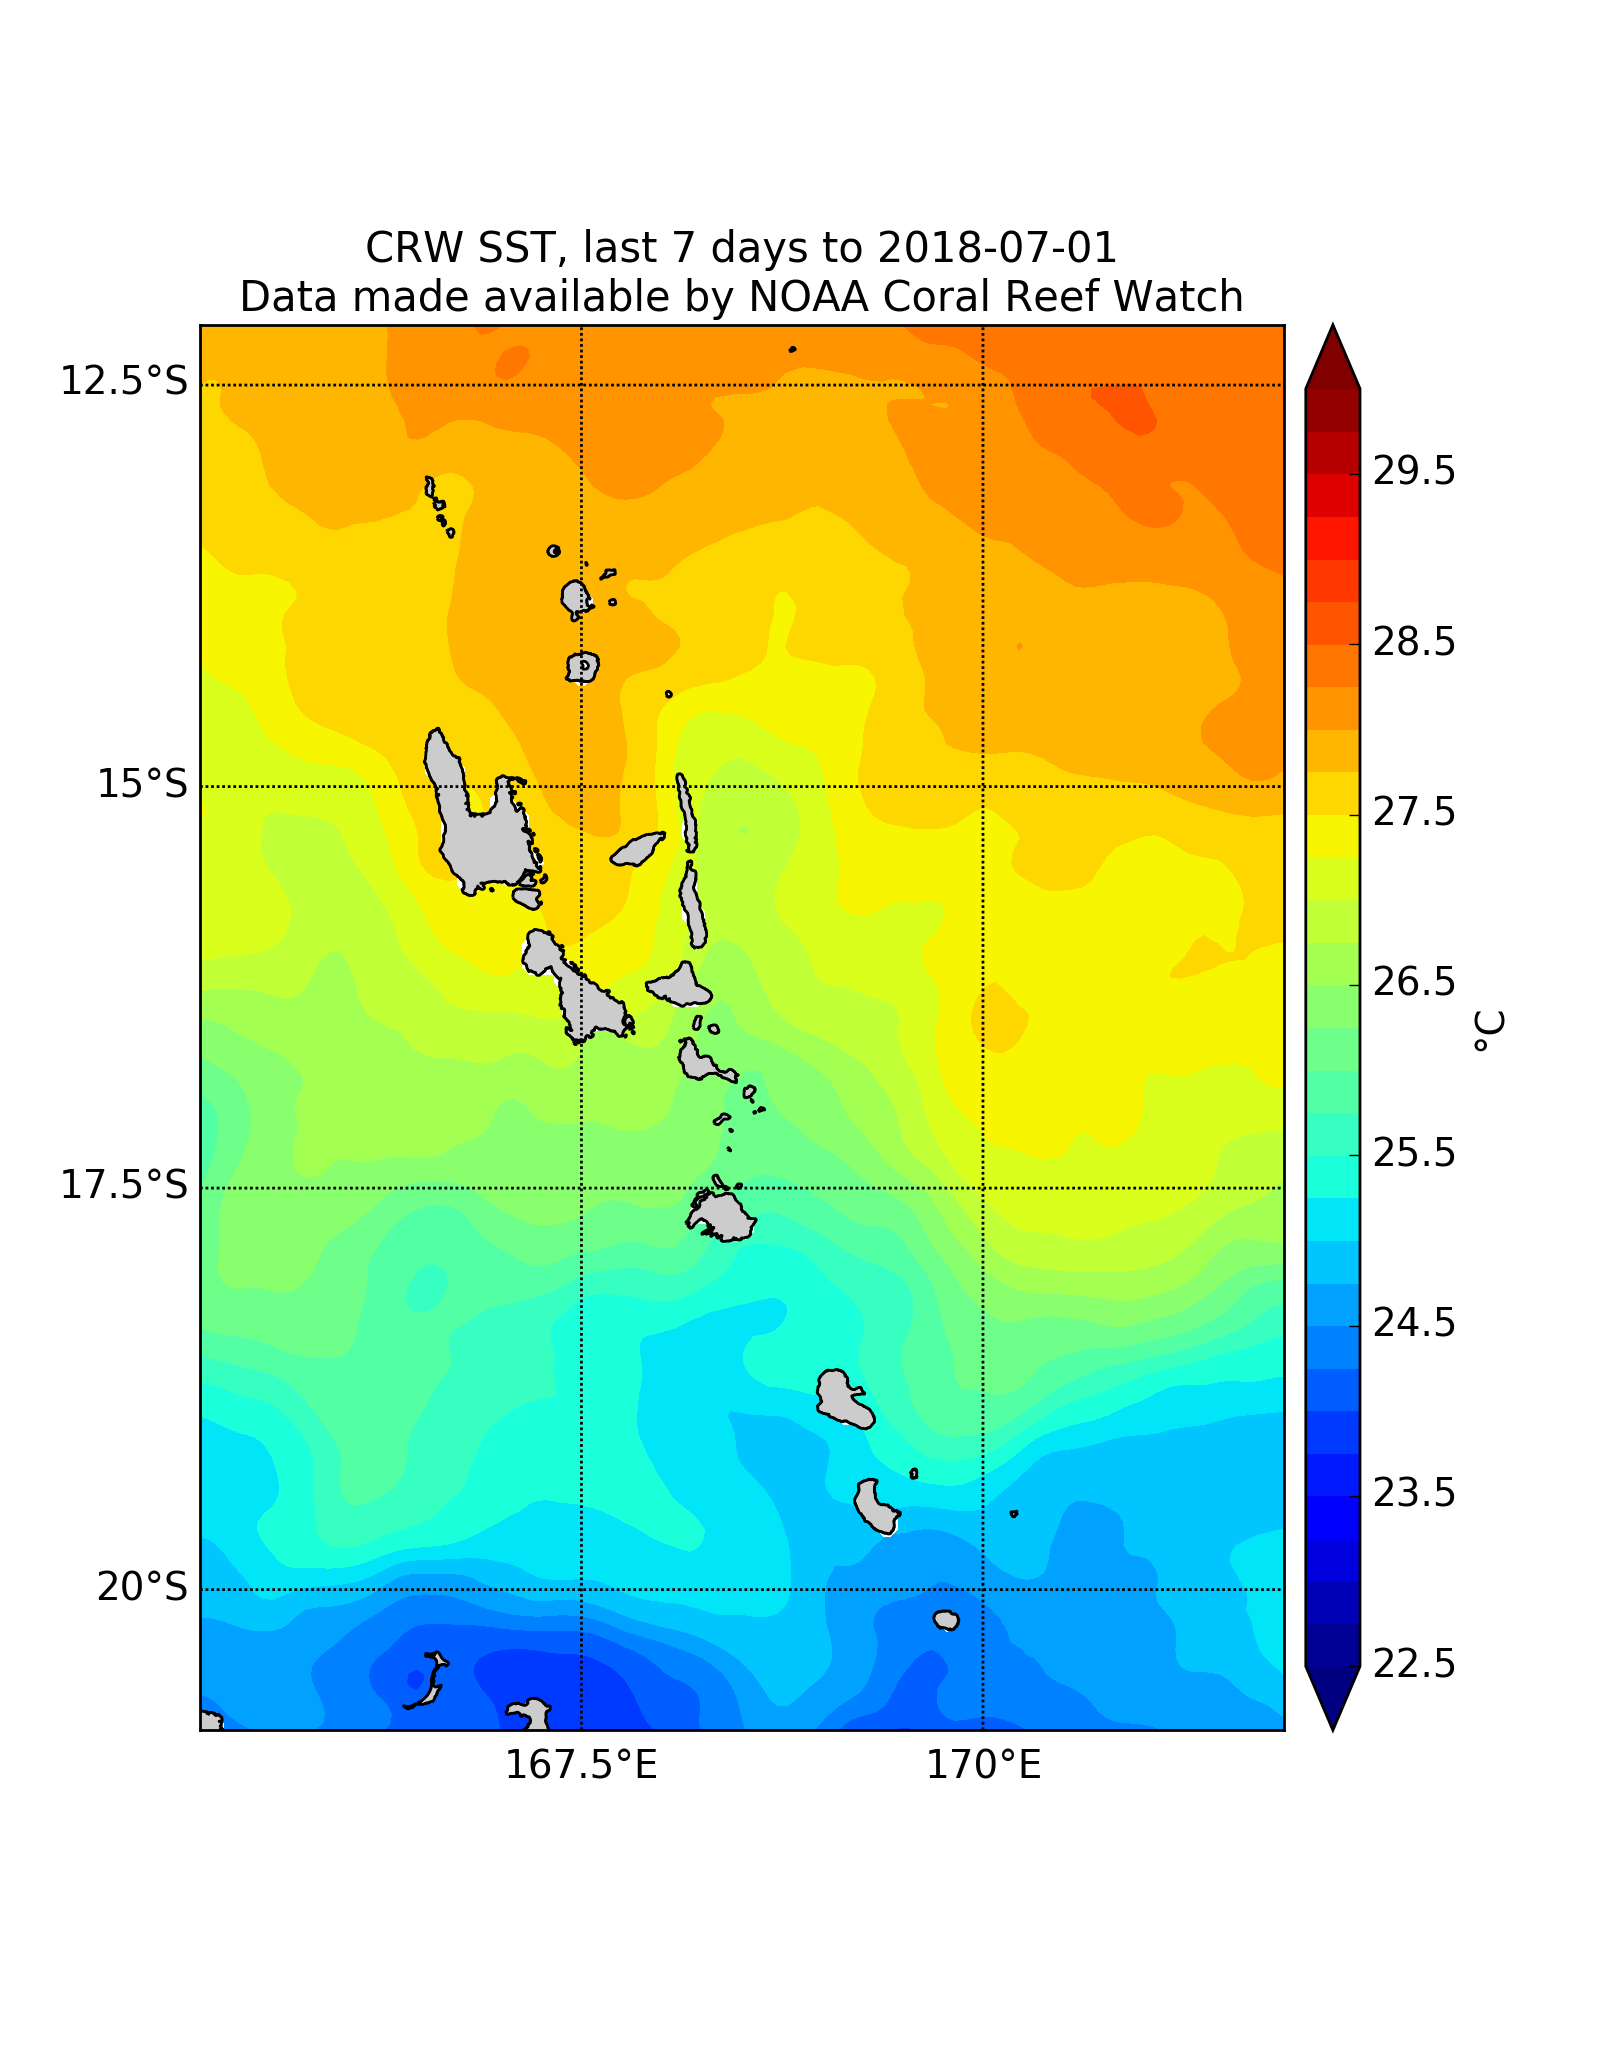 CRW SST, last 7 days to 2018-07-01
Data made available by NOAA Coral Reef Watch
12.5°S
15°S
17.5°S
20°S
167.5°E
170°E
29.5
28.5
27.5
26.5
25.5
24.5
23.5
22.5
°C